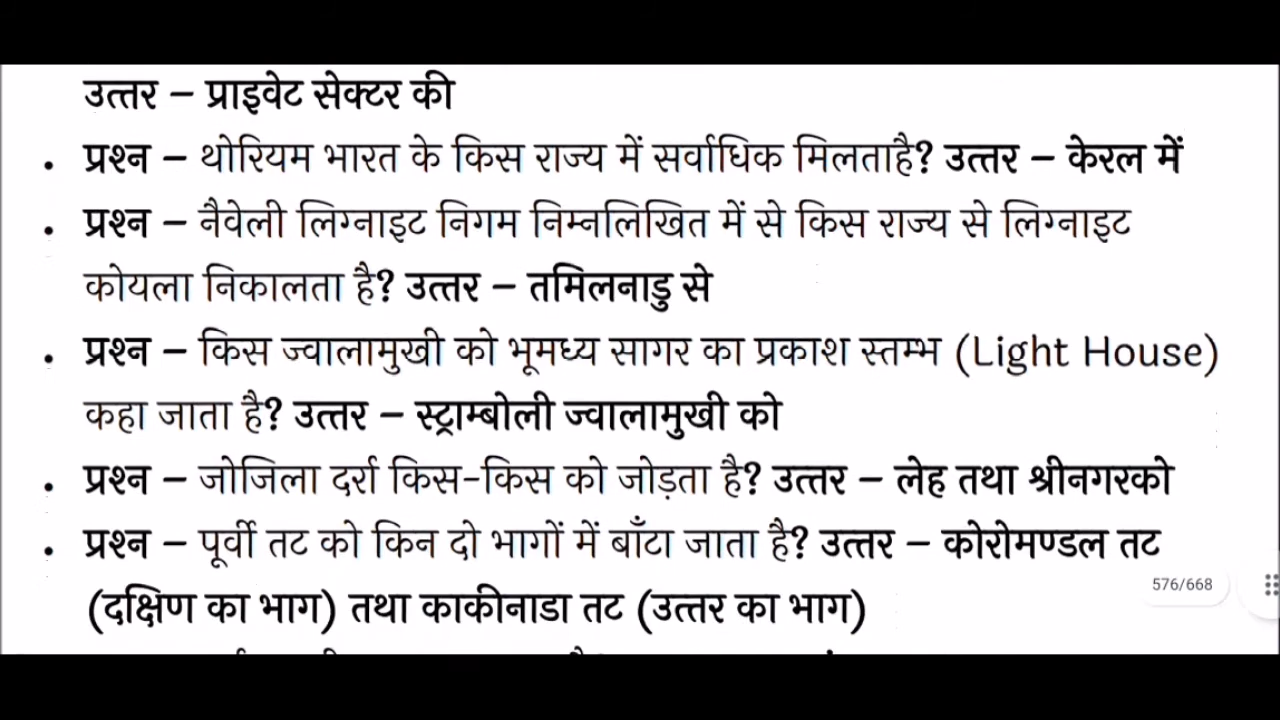 उत्तर – प्राइवेट सेक्टर की
• प्रश्न – थोरियम भारत के किस राज्य में सर्वाधिक मिलताहै? उत्तर – केरल में
• प्रश्न – नैवेली लिग्नाइट निगम निम्नलिखित में से किस राज्य से लिग्नाइट
कोयला निकालता है? उत्तर – तमिलनाडु से
• प्रश्न – किस ज्वालामुखी को भूमध्य सागर का प्रकाश स्तम्भ (Light House)
कहा जाता है? उत्तर – स्ट्राम्बोली ज्वालामुखी को
• प्रश्न – जोजिला दर्रा किस-किस को जोड़ता है? उत्तर – लेह तथा श्रीनगरको
• प्रश्न – पूर्वी तट को किन दो भागों में बाँटा जाता है? उत्तर – कोरोमण्डल तट
(दक्षिण का भाग) तथा काकीनाडा तट (उत्तर का भाग)
576/668